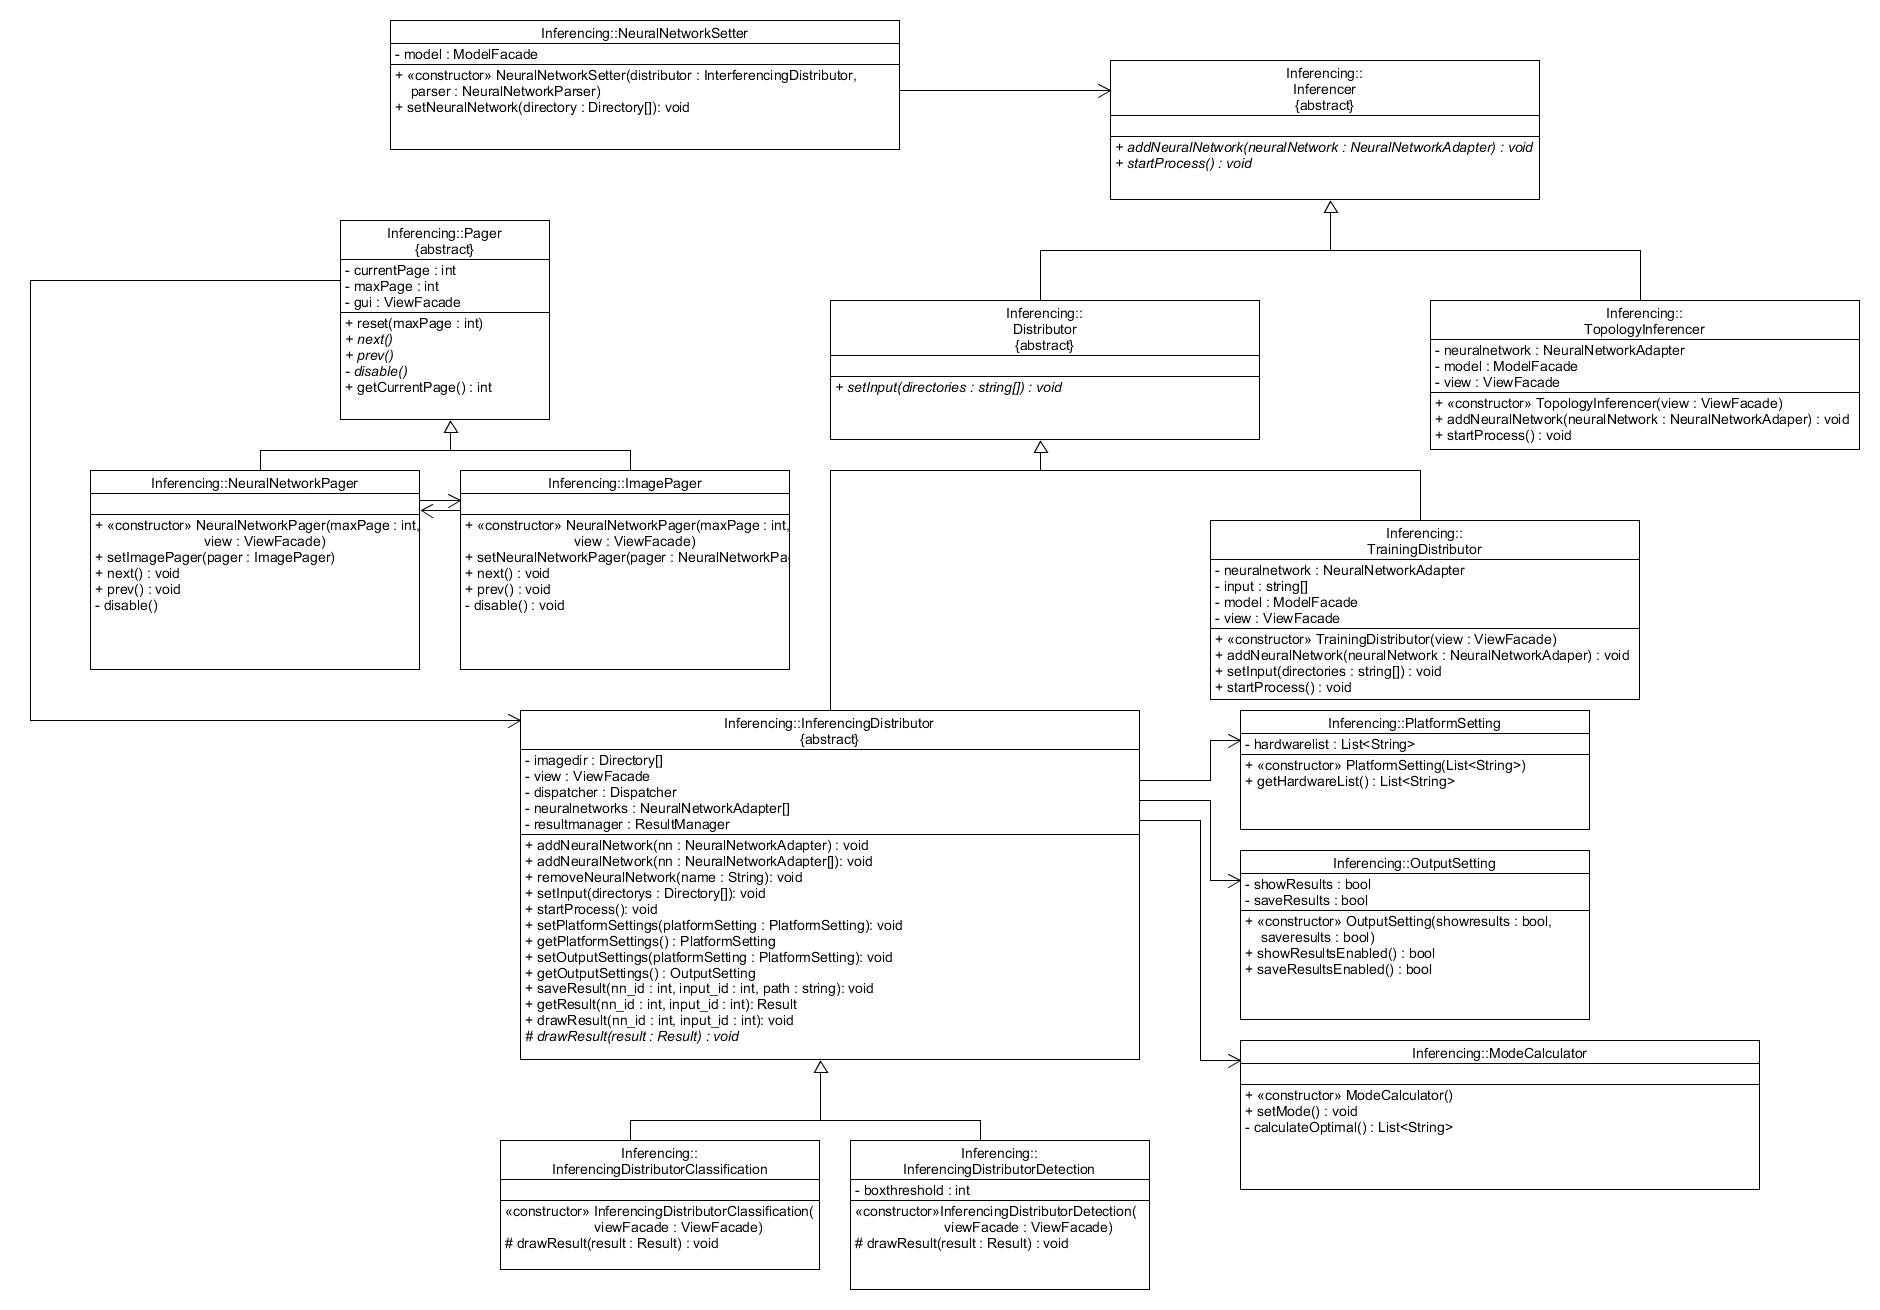 Inferencing::NeuralNetworkSetter
- model : ModelFacade
+ «constructor» NeuralNetworkSetter(distributor : InterferencingDistributor,
parser : NeuralNetworkParser)
+ setNeuralNetwork(directory : Directory[]): void
Inferencing::
Inferencer
{abstract}
+ addNeuralNetwork(neuralNetwork : NeuralNetworkAdapter) : void
+ startProcess() : void
Inferencing::Pager
{abstract}
- currentPage : int
- maxPage : int
- gui : ViewFacade
+ reset(maxPage : int)
+ next()
+ prev()
- disable()
+ getCurrentPage() : int
Inferencing::
Distributor
{abstract}
+ setInput(directories : string[]) : void
Inferencing::
TopologyInferencer
- neuralnetwork : NeuralNetworkAdapter
- model : ModelFacade
- view : ViewFacade
+ «constructor» TopologyInferencer(view : ViewFacade)
+ addNeuralNetwork(neuralNetwork : NeuralNetworkAdaper) : void
+ startProcess() : void
Inferencing::NeuralNetworkPager
+ «constructor» NeuralNetworkPager(maxPage : int,
view : ViewFacade)
+ setImagePager(pager : ImagePager)
+ next() : void
+ prev() : void
- disable()
Inferencing::ImagePager
+ «constructor» NeuralNetworkPager(maxPage : int,
view : ViewFacade)
+ setNeuralNetworkPager(pager : NeuralNetworkPa
+ next() : void
+ prev() : void
- disable() : void
Inferencing::
TrainingDistributor
- neuralnetwork : NeuralNetworkAdapter
- input : string[]
- model : ModelFacade
- view : ViewFacade
+ «constructor» TrainingDistributor(view : ViewFacade)
+ addNeuralNetwork(neuralNetwork : NeuralNetworkAdaper) : void
+ setInput(directories : string[]) : void
+ startProcess() : void
Inferencing::InferencingDistributor
{abstract}
- imagedir : Directory[]
- view : ViewFacade
- dispatcher : Dispatcher
- neuralnetworks : NeuralNetworkAdapter[]
- resultmanager : ResultManager
+ addNeuralNetwork(nn : NeuralNetworkAdapter) : void
+ addNeuralNetwork(nn : NeuralNetworkAdapter[]): void
+ removeNeuralNetwork(name : String): void
+ setInput(directorys : Directory[]): void
+ startProcess(): void
+ setPlatformSettings(platformSetting : PlatformSetting): void
+ getPlatformSettings() : PlatformSetting
+ setOutputSettings(platformSetting : PlatformSetting): void
+ getOutputSettings() : OutputSetting
+ saveResult(nn_id : int, input_id : int, path : string): void
+ getResult(nn_id : int, input_id : int): Result
+ drawResult(nn_id : int, input_id : int): void
# drawResult(result : Result) : void
Inferencing::PlatformSetting
- hardwarelist : List<String>
+ «constructor» PlatformSetting(List<String>)
+ getHardwareList() : List<String>
Inferencing::OutputSetting
- showResults : bool
- saveResults : bool
+ «constructor» OutputSetting(showresults : bool,
saveresults : bool)
+ showResultsEnabled() : bool
+ saveResultsEnabled() : bool
Inferencing::ModeCalculator
+ «constructor» ModeCalculator()
+ setMode() : void
- calculateOptimal() : List<String>
Inferencing::
InferencingDistributorClassification
«constructor» InferencingDistributorClassification(
viewFacade : ViewFacade)
# drawResult(result : Result) : void
Inferencing::
InferencingDistributorDetection
- boxthreshold : int
«constructor»InferencingDistributorDetection(
viewFacade : ViewFacade)
# drawResult(result : Result) : void